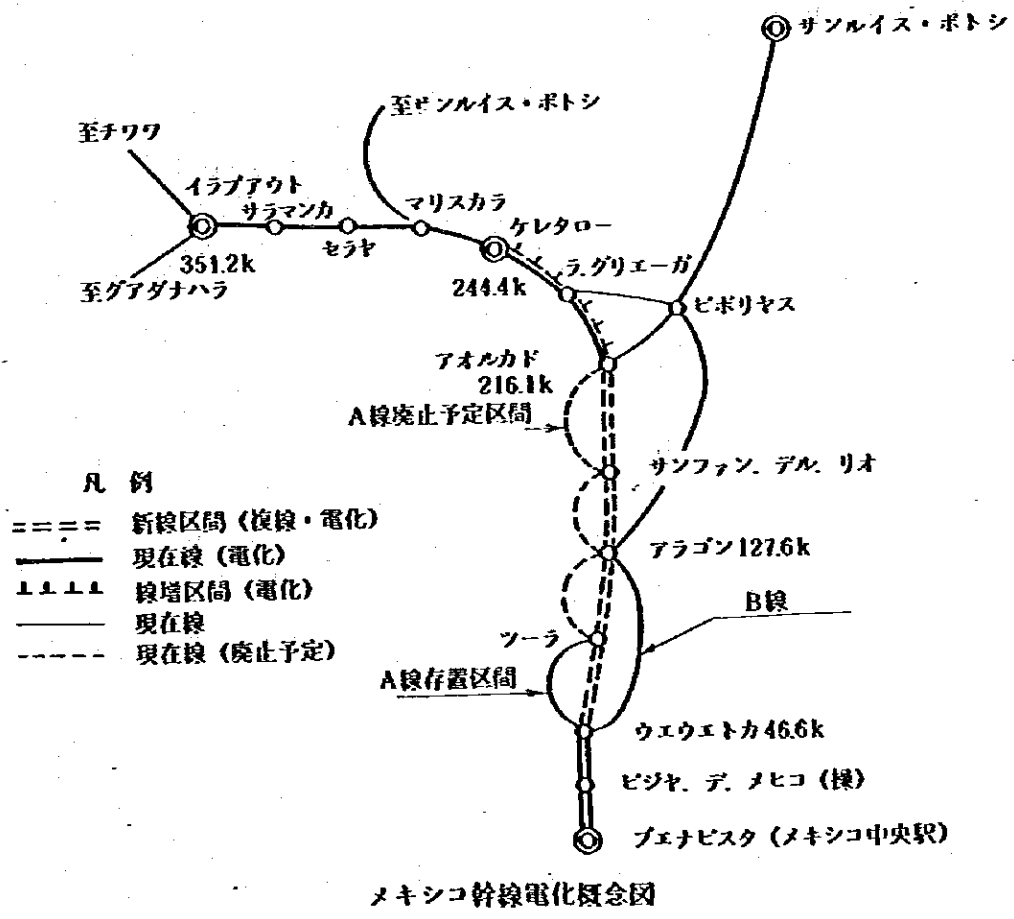 サンルイス・ポトシ
至サンルイス・ポトシ
至チワワ
イラプアウト
サラマンカ
セラヤ
マリスカラ
ケレタロー
351.2k
至グアダナハラ
244.4k
ラ.グリエーガ
ビボリヤス
アオルカド
216.1k
A線廃止予定区間
サンファン.デル.リオ
凡 例
新線区間(複線・電化)
現在線(電化)
線増区間(電化)
現在線
現在線(廃止予定)
アラゴン127.6k
B線
ツーラ
A線存置区間
ウエウエトカ46.6k
ビジャ.デ.メヒコ(操)
ブエナビスタ(メキシコ中央駅)
メキシコ幹線電化概念図